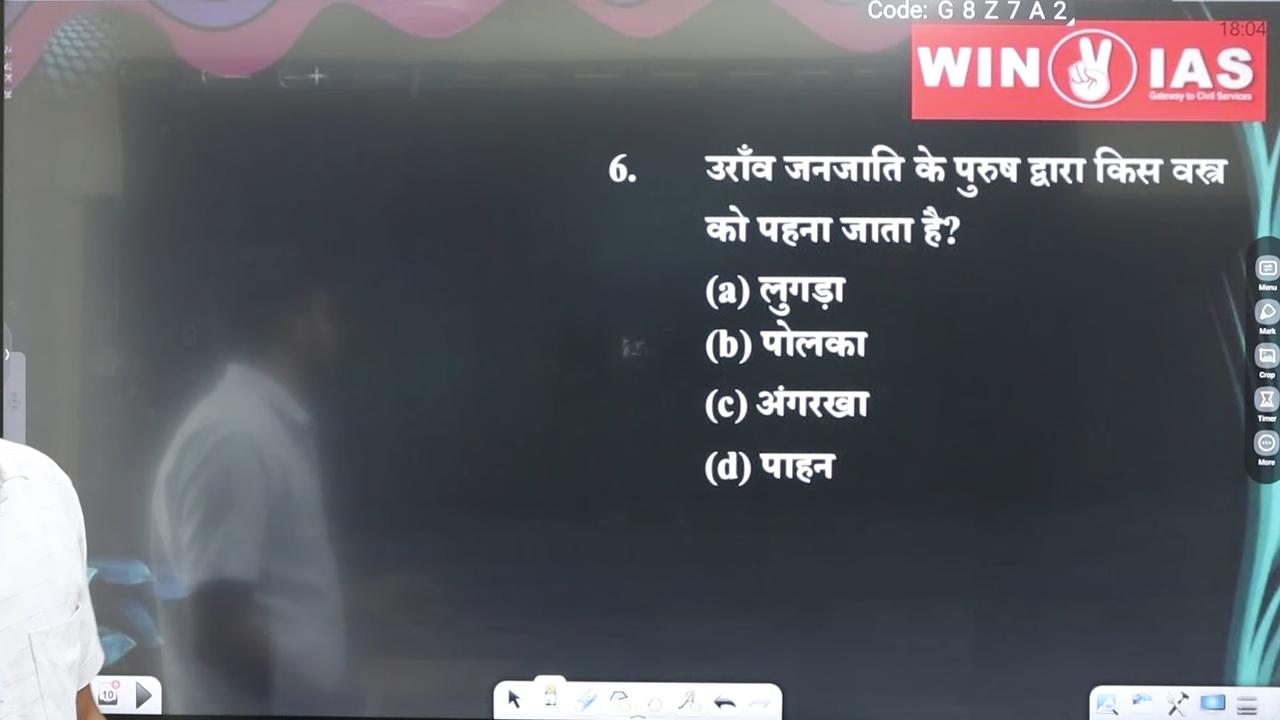 Code: G 8 Z 7 A 2
18:04
WIN IAS
Gateway to Civil Services
6. उराँव जनजाति के पुरुष द्वारा किस वस्त्र
को पहना जाता है?
(a) लुगड़ा
(b) पोलका
(c) अंगरखा
(d) पाहन
Menu
Mark
Crop
Timer
More
10